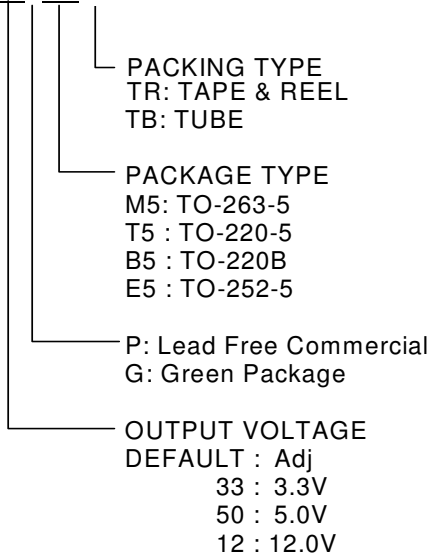 PACKING TYPE
TR: TAPE & REEL
TB: TUBE
PACKAGE TYPE
M5: TO-263-5
T5 : TO-220-5
B5 : TO-220B
E5 : TO-252-5
P: Lead Free Commercial
G: Green Package
OUTPUT VOLTAGE
DEFAULT : Adj
33 : 3.3V
50 : 5.0V
12 : 12.0V